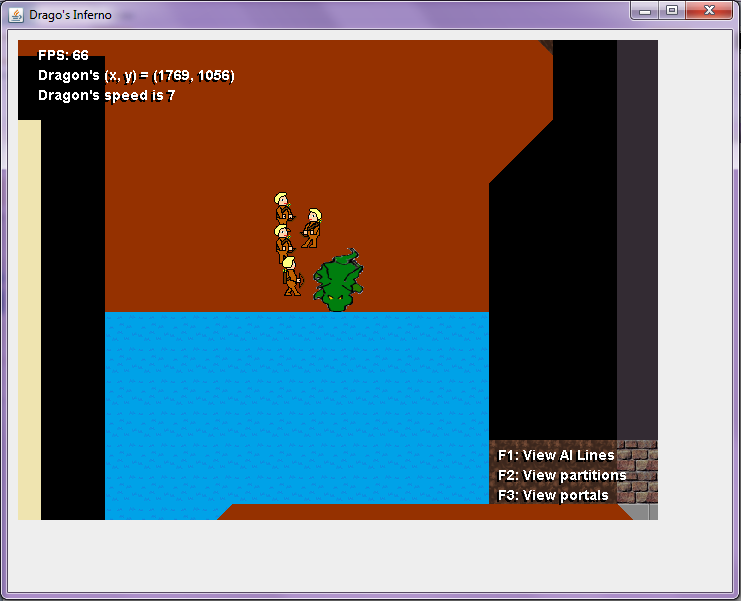 Drago's Inferno
FPS: 66
Dragon's (x, y) = (1769, 1056)
Dragon's speed is 7
F1: View AI Lines
F2: View partitions
F3: View portals